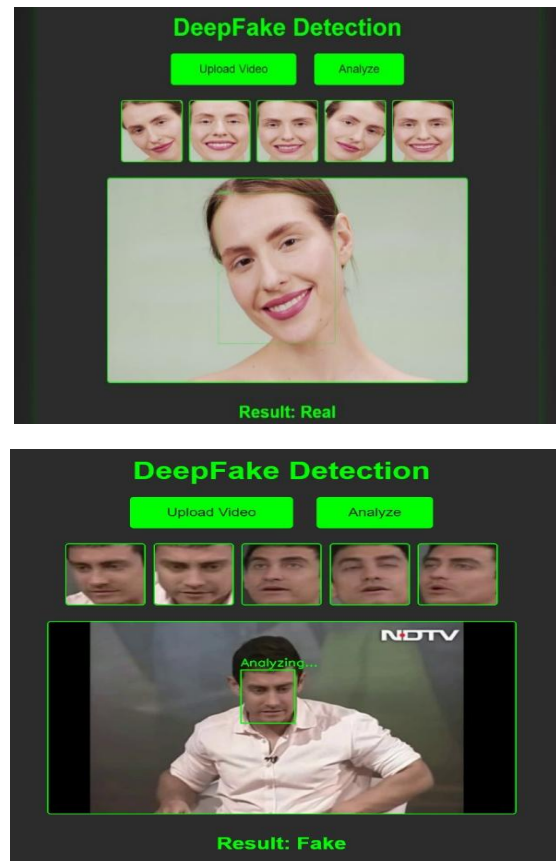 DeepFake Detection
Upload Video Analyze
Result: Real
DeepFake Detection
Upload Video Analyze
NDTV
Analyzing...
Result: Fake